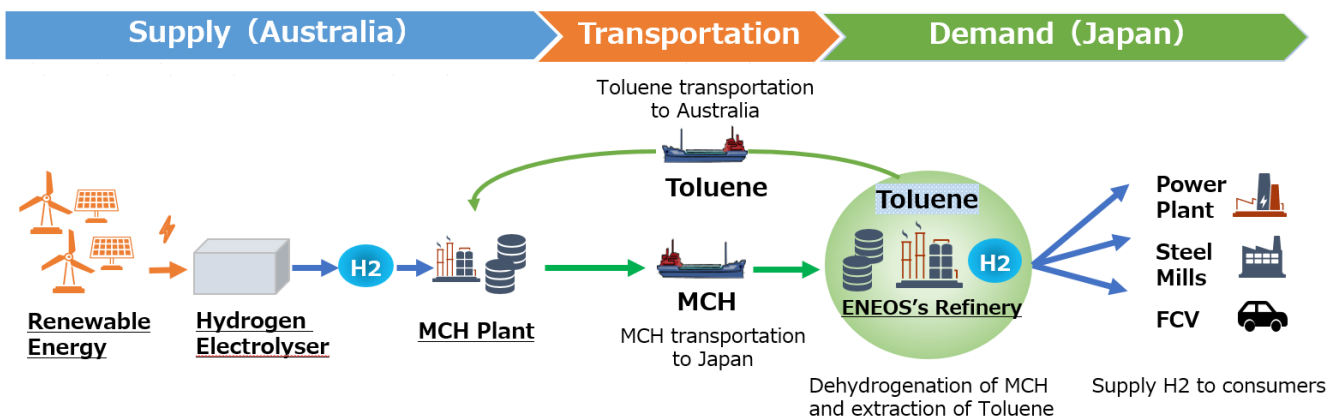 Supply（Australia）
Transportation
Demand（Japan）
Toluene transportation
to Australia
Toluene
Toluene
Power
Plant
H2
H2
Steel
Mills
MCH
ENEOS's Refinery
FCV
Renewable
Energy
Hydrogen
Electrolyser
MCH Plant
MCH transportation
to Japan
Dehydrogenation of MCH
and extraction of Toluene
Supply H2 to consumers